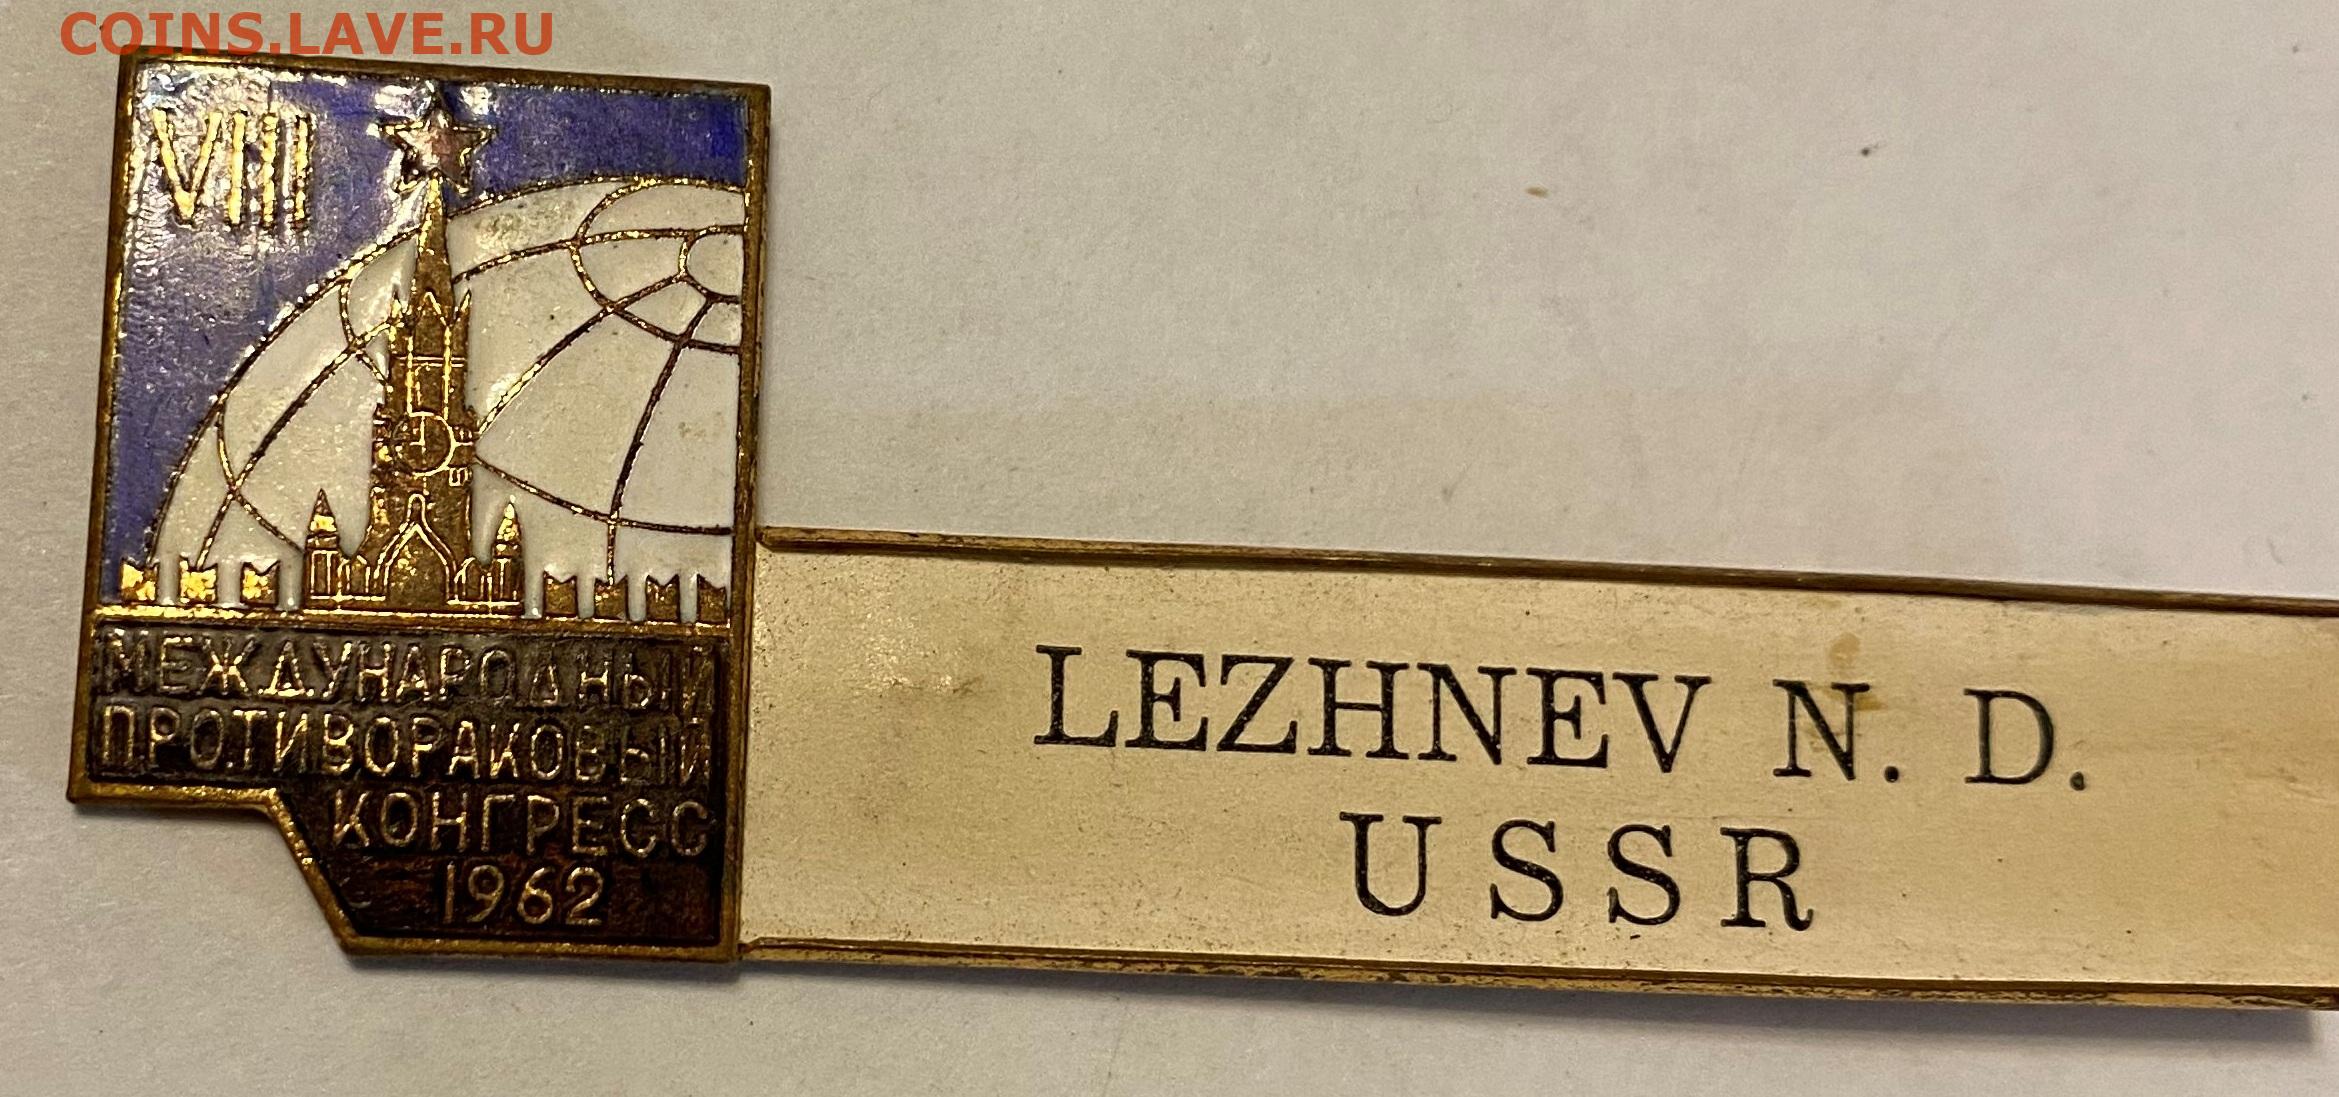 COINS.LAVE.RU
VIII
МЕЖДУНАРОДНЫЙ
ПРОТИВОРАКОВЫЙ
КОНГРЕСС
1962
LEZHNEV N. D.
USSR